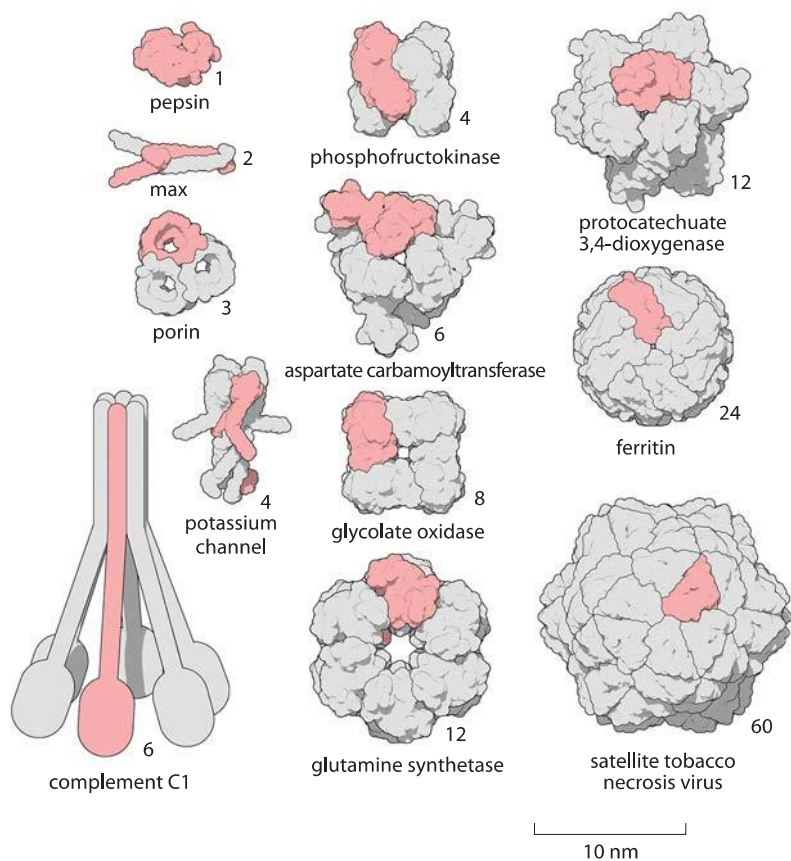 1
pepsin
2
max
3
porin
4
potassium
channel
6
complement C1
4
phosphofructokinase
6
aspartate carbamoyltransferase
8
glycolate oxidase
12
glutamine synthetase
12
protocatechuate
3,4-dioxygenase
24
ferritin
60
satellite tobacco
necrosis virus
10 nm